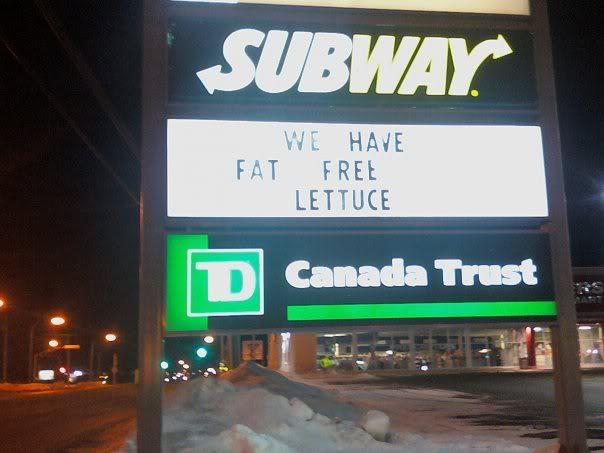 SUBWAY
WE HAVE
FAT FREE
LETTUCE
TD Canada Trust